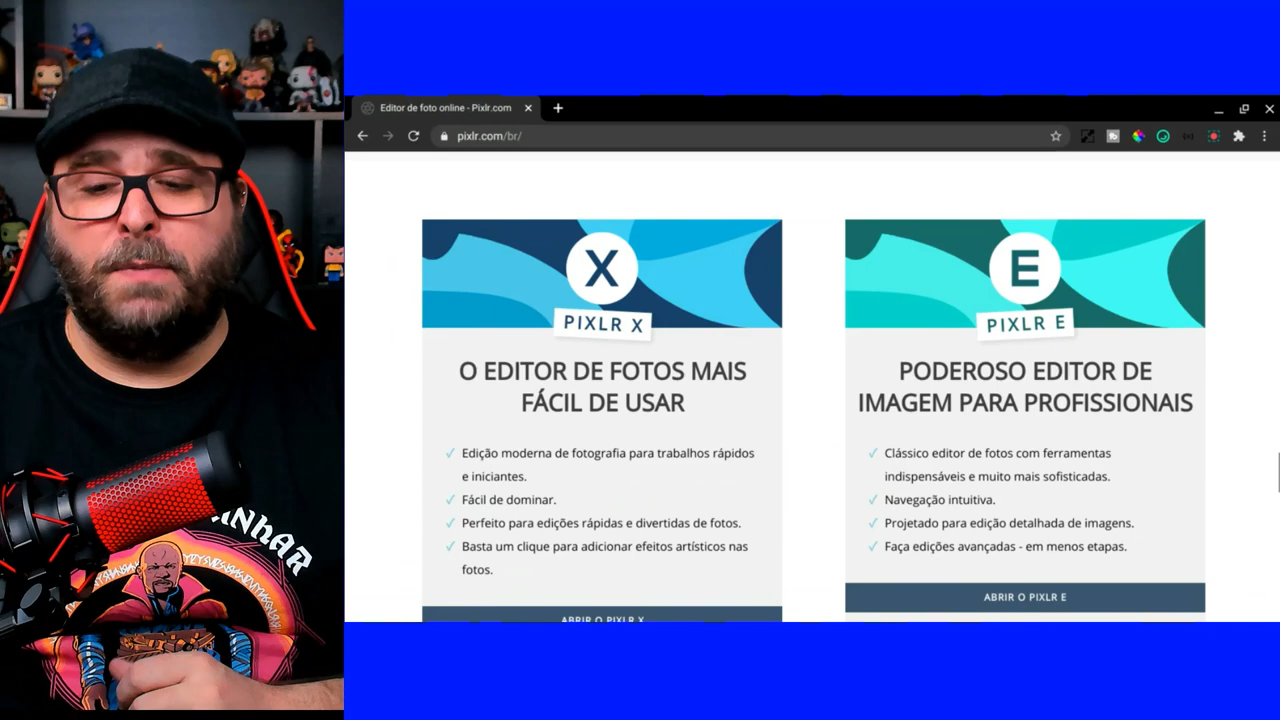 Editor de foto online - Pixlr.com
pixlr.com/br/
X
PIXLR X
O EDITOR DE FOTOS MAIS
FÁCIL DE USAR
✓ Edição moderna de fotografia para trabalhos rápidos
e iniciantes.
✓ Fácil de dominar.
✓ Perfeito para edições rápidas e divertidas de fotos.
✓ Basta um clique para adicionar efeitos artísticos nas
fotos.
ABRIR O PIXLR X
E
PIXLR E
PODEROSO EDITOR DE
IMAGEM PARA PROFISSIONAIS
✓ Clássico editor de fotos com ferramentas
indispensáveis e muito mais sofisticadas.
✓ Navegação intuitiva.
✓ Projetado para edição detalhada de imagens.
✓ Faça edições avançadas - em menos etapas.
ABRIR O PIXLR E